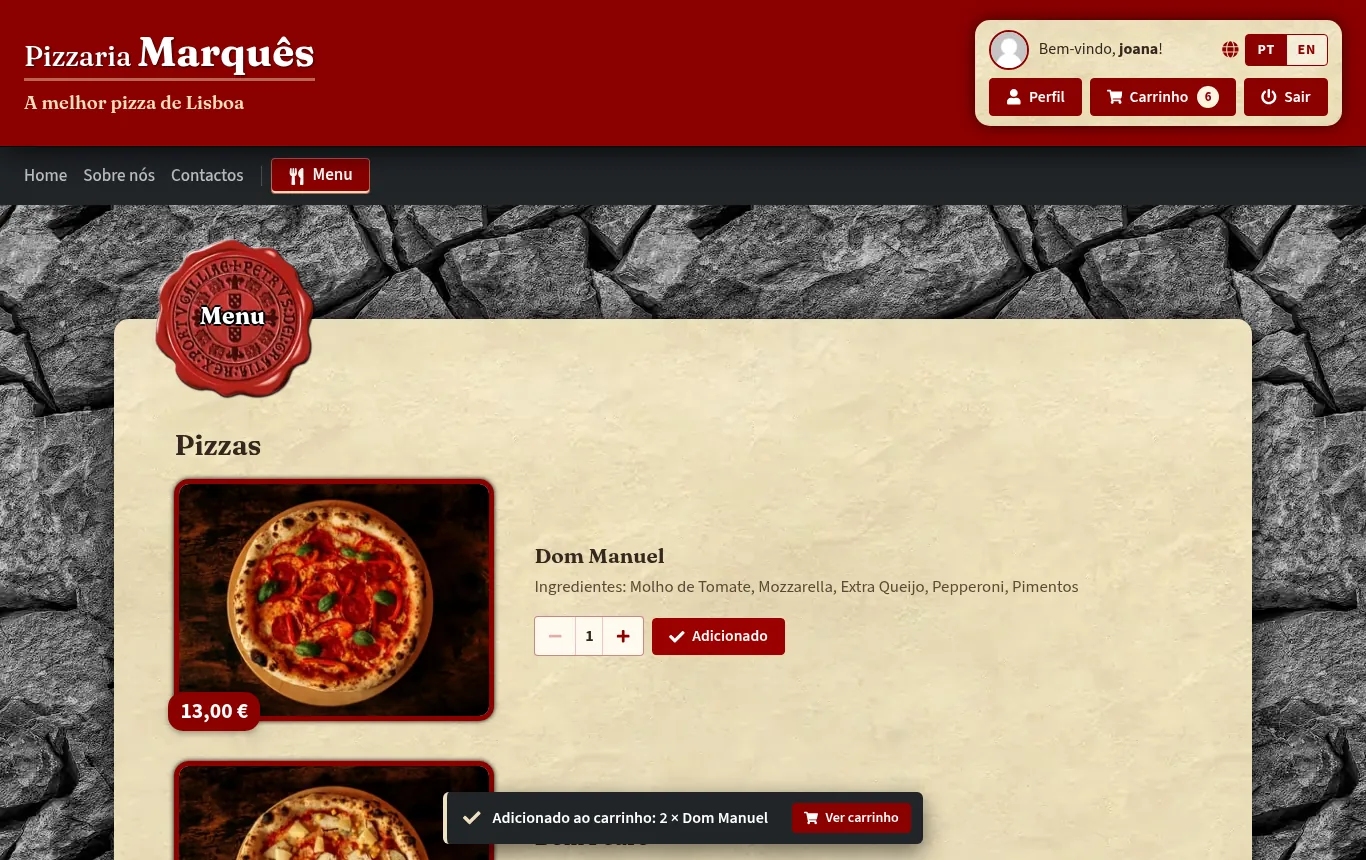 Pizzaria Marquês
A melhor pizza de Lisboa
Bem-vindo, joana!
PT EN
Perfil
Carrinho 6
Sair
Home
Sobre nós
Contactos
Menu
Menu
Pizzas
Dom Manuel
Ingredientes: Molho de Tomate, Mozzarella, Extra Queijo, Pepperoni, Pimentos
1
Adicionado
13,00 €
Adicionado ao carrinho: 2 × Dom Manuel
Ver carrinho